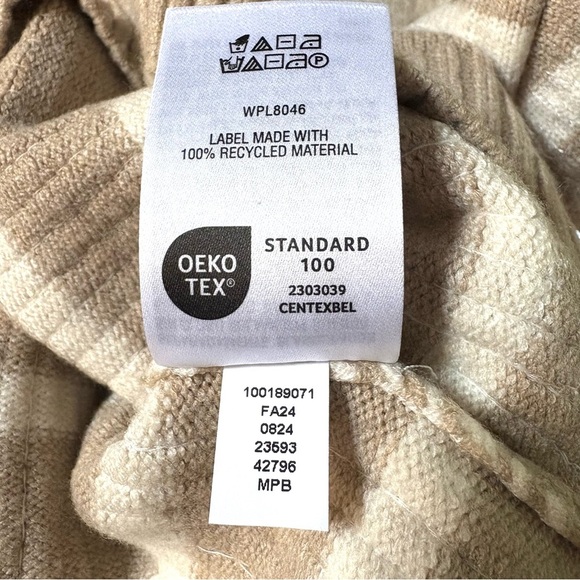 WPL8046
LABEL MADE WITH
100% RECYCLED MATERIAL
OEKO
TEX®
STANDARD
100
2303039
CENTEXBEL
100189071
FA24
0824
23593
42796
MPB